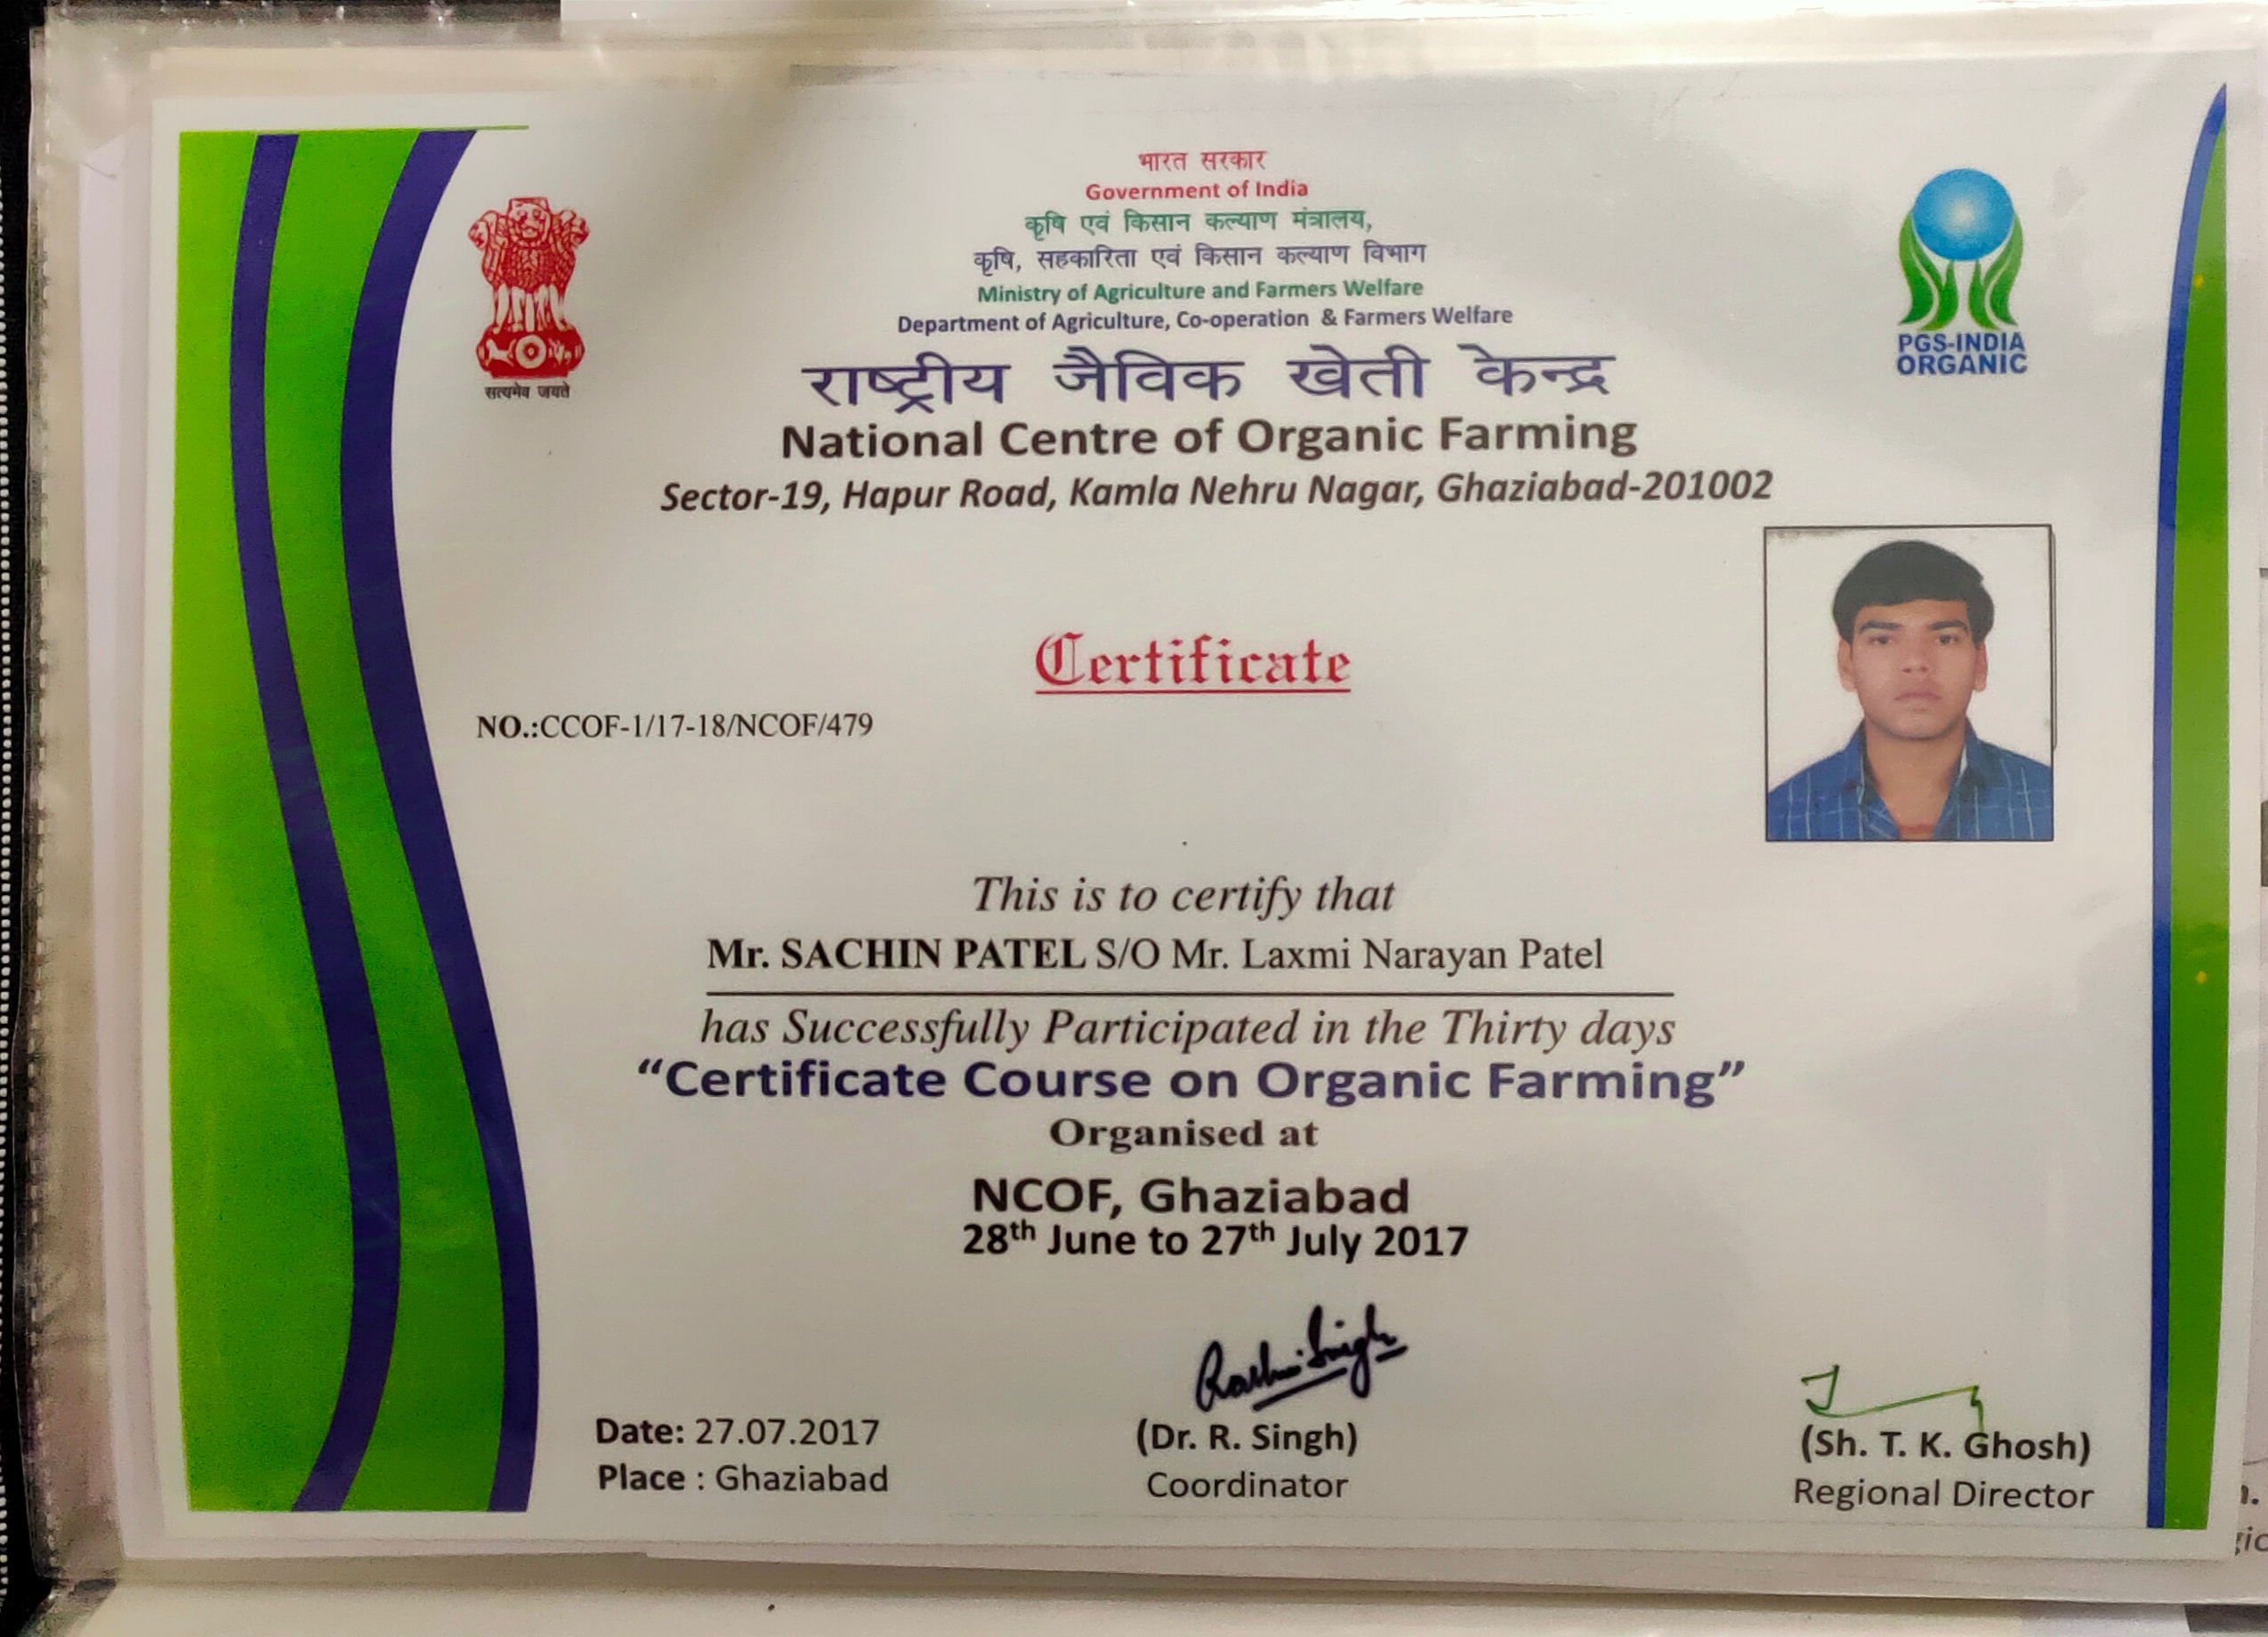 भारत सरकार
Government of India
कृषि एवं किसान कल्याण मंत्रालय,
कृषि, सहकारिता एवं किसान कल्याण विभाग
Ministry of Agriculture and Farmers Welfare
Department of Agriculture, Co-operation & Farmers Welfare
राष्ट्रीय जैविक खेती केन्द्र
National Centre of Organic Farming
Sector-19, Hapur Road, Kamla Nehru Nagar, Ghaziabad-201002
सत्यमेव जयते
PGS-INDIA
ORGANIC
Certificate
NO.:CCOF-1/17-18/NCOF/479
This is to certify that
Mr. SACHIN PATEL S/O Mr. Laxmi Narayan Patel
has Successfully Participated in the Thirty days
“Certificate Course on Organic Farming”
Organised at
NCOF, Ghaziabad
28th June to 27th July 2017
Date: 27.07.2017
Place : Ghaziabad
(Dr. R. Singh)
Coordinator
(Sh. T. K. Ghosh)
Regional Director